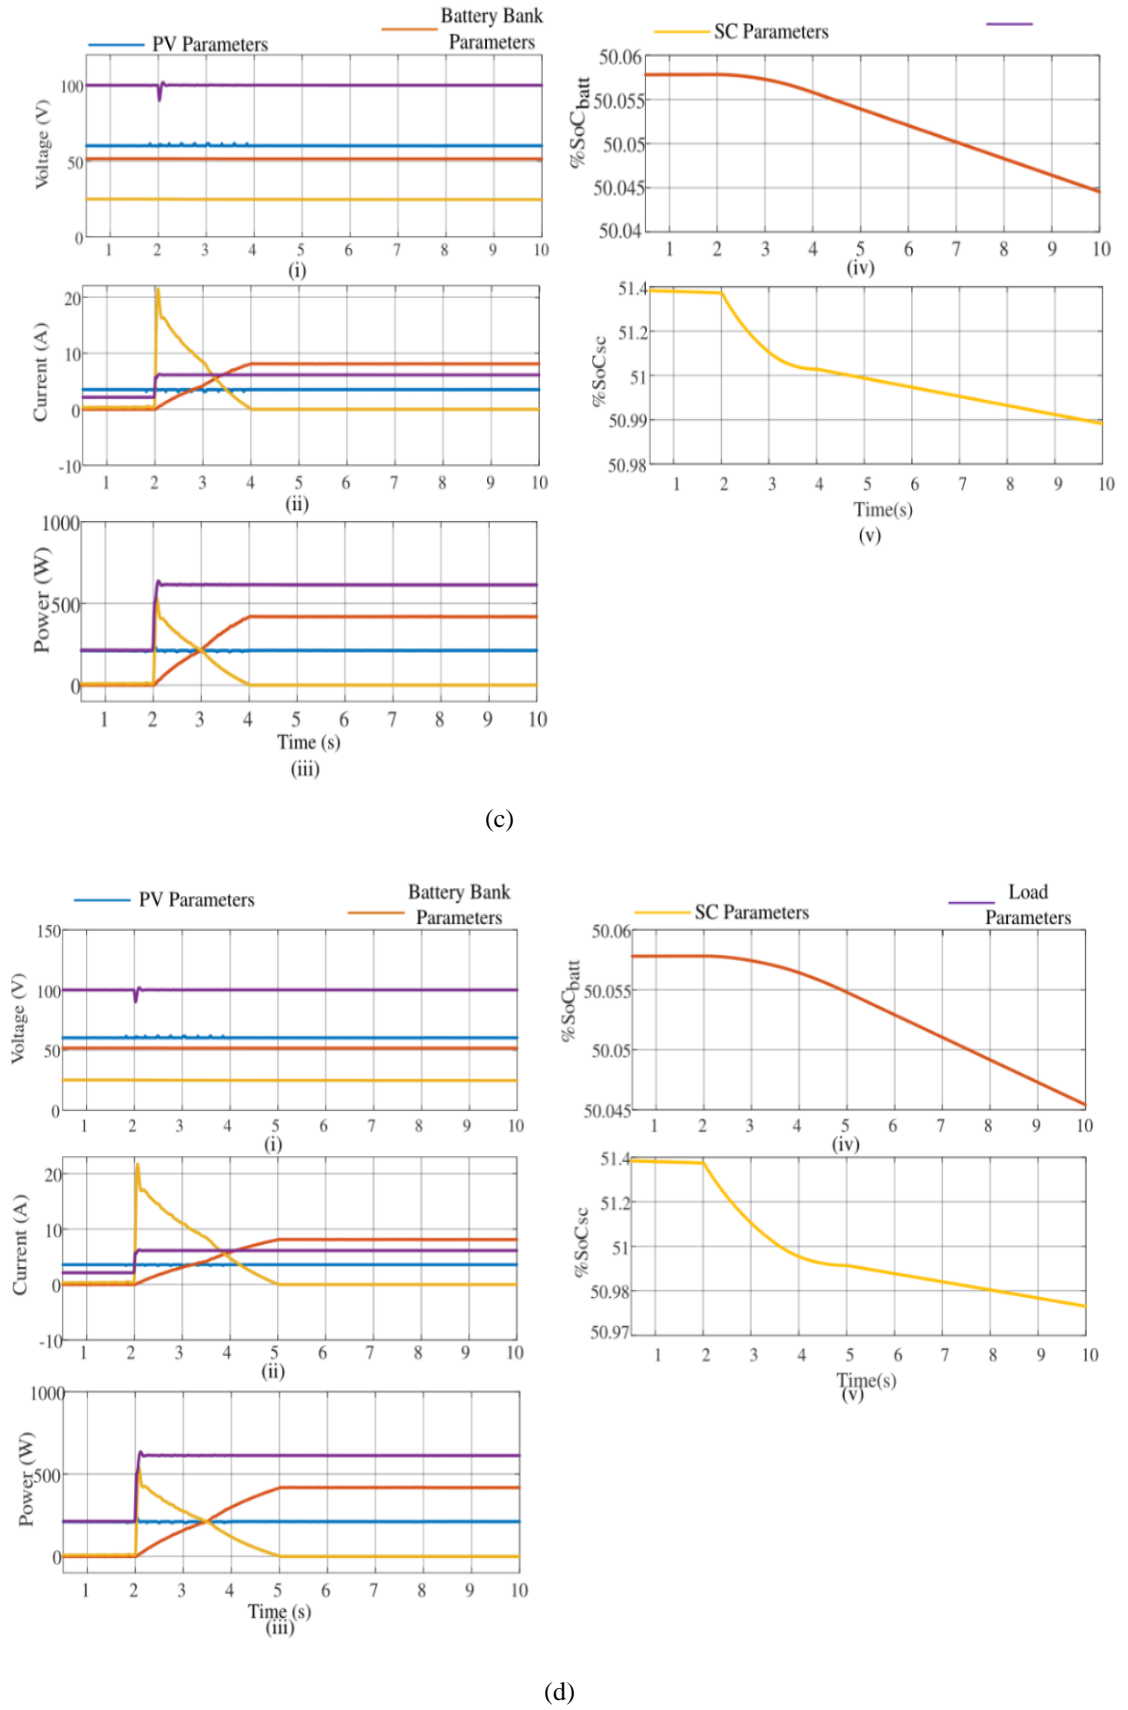 PV Parameters
Battery Bank
Parameters
SC Parameters
100
50
0
Voltage (V)
1 2 3 4 5 6 7 8 9 10
(i)
50.06
50.055
50.05
50.045
50.04
%SoCbatt
1 2 3 4 5 6 7 8 9 10
(iv)
20
10
0
-10
Current (A)
1 2 3 4 5 6 7 8 9 10
(ii)
51.4
51.2
51
50.99
50.98
%SoCsc
1 2 3 4 5 6 7 8 9 10
Time(s)
(v)
1000
500
0
Power (W)
1 2 3 4 5 6 7 8 9 10
Time (s)
(iii)
(c)
PV Parameters
Battery Bank
Parameters
SC Parameters
Load
Parameters
150
100
50
0
Voltage (V)
1 2 3 4 5 6 7 8 9 10
(i)
50.06
50.055
50.05
50.045
%SoCbatt
1 2 3 4 5 6 7 8 9 10
(iv)
20
10
0
-10
Current (A)
1 2 3 4 5 6 7 8 9 10
(ii)
51.4
51.2
51
50.98
50.97
%SoCsc
1 2 3 4 5 6 7 8 9 10
Time(s)
(v)
1000
500
0
Power (W)
1 2 3 4 5 6 7 8 9 10
Time (s)
(iii)
(d)